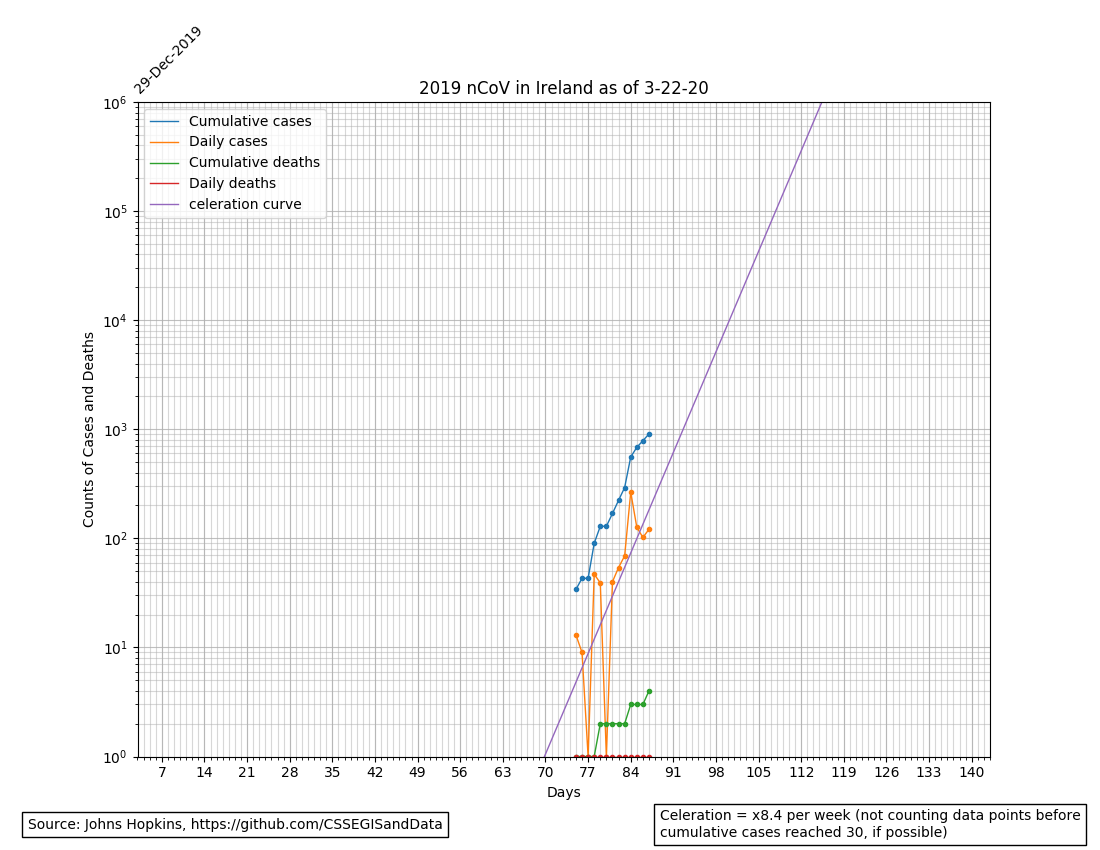 29-Dec-2019
2019 nCoV in Ireland as of 3-22-20
Cumulative cases
Daily cases
Cumulative deaths
Daily deaths
celeration curve
10^6
10^5
10^4
10^3
10^2
10^1
10^0
Counts of Cases and Deaths
7 14 21 28 35 42 49 56 63 70 77 84 91 98 105 112 119 126 133 140
Days
Source: Johns Hopkins, https://github.com/CSSEGISandData
Celeration = x8.4 per week (not counting data points before
cumulative cases reached 30, if possible)